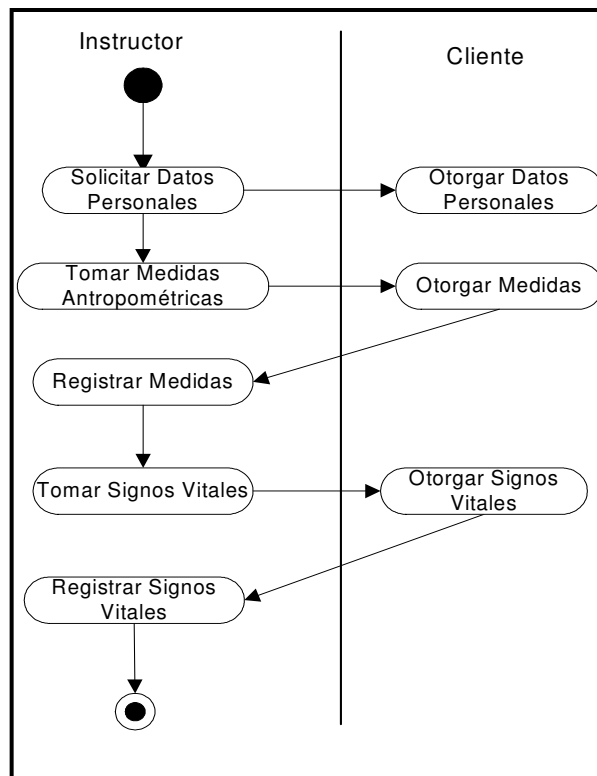 Instructor
Cliente
Solicitar Datos
Personales
Otorgar Datos
Personales
Tomar Medidas
Antropométricas
Otorgar Medidas
Registrar Medidas
Tomar Signos Vitales
Otorgar Signos
Vitales
Registrar Signos
Vitales